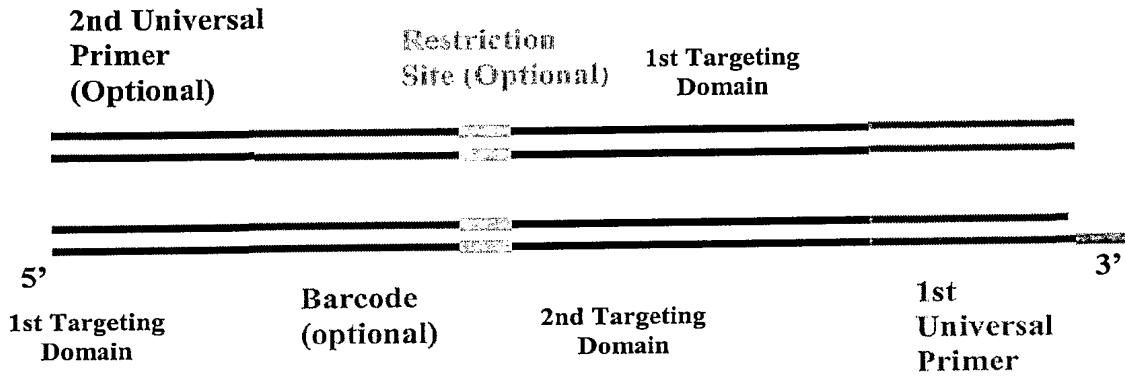 2nd Universal
Primer
(Optional)
Restriction
Site (Optional)
1st Targeting
Domain
5’
3’
1st Targeting
Domain
Barcode
(optional)
2nd Targeting
Domain
1st
Universal
Primer